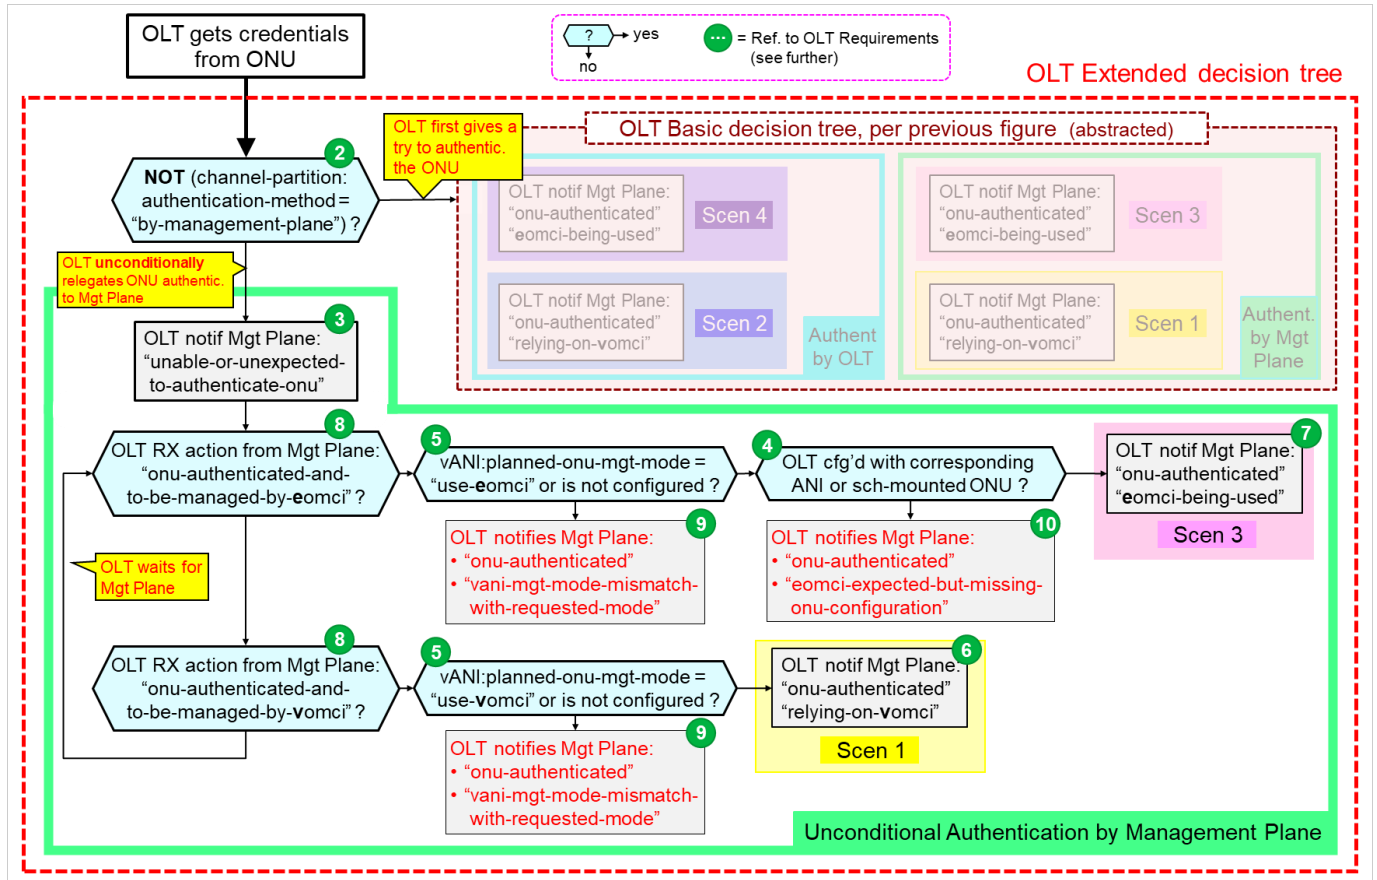 OLT gets credentials
from ONU
?
yes
no
...
= Ref. to OLT Requirements
(see further)
OLT Extended decision tree
OLT first gives a
try to authentic.
the ONU
OLT Basic decision tree, per previous figure (abstracted)
2
NOT (channel-partition:
authentication-method =
“by-management-plane”) ?
OLT notif Mgt Plane:
“onu-authenticated”
“eomci-being-used”
Scen 4
OLT notif Mgt Plane:
“onu-authenticated”
“relying-on-vomci”
Scen 2
Authent
by OLT
OLT notif Mgt Plane:
“onu-authenticated”
“eomci-being-used”
Scen 3
OLT notif Mgt Plane:
“onu-authenticated”
“relying-on-vomci”
Scen 1
Authent.
by Mgt
Plane
OLT unconditionally
relegates ONU authentic.
to Mgt Plane
3
OLT notif Mgt Plane:
“unable-or-unexpected-
to-authenticate-onu”
8
OLT RX action from Mgt Plane:
“onu-authenticated-and-
to-be-managed-by-eomci” ?
5
vANI:planned-onu-mgt-mode =
“use-eomci” or is not configured ?
4
OLT cfg’d with corresponding
ANI or sch-mounted ONU ?
7
OLT notif Mgt Plane:
“onu-authenticated”
“eomci-being-used”
Scen 3
9
OLT notifies Mgt Plane:
• “onu-authenticated”
• “vani-mgt-mode-mismatch-
with-requested-mode”
10
OLT notifies Mgt Plane:
• “onu-authenticated”
• “eomci-expected-but-missing-
onu-configuration”
OLT waits for
Mgt Plane
8
OLT RX action from Mgt Plane:
“onu-authenticated-and-
to-be-managed-by-vomci” ?
5
vANI:planned-onu-mgt-mode =
“use-vomci” or is not configured ?
6
OLT notif Mgt Plane:
“onu-authenticated”
“relying-on-vomci”
Scen 1
9
OLT notifies Mgt Plane:
• “onu-authenticated”
• “vani-mgt-mode-mismatch-
with-requested-mode”
Unconditional Authentication by Management Plane